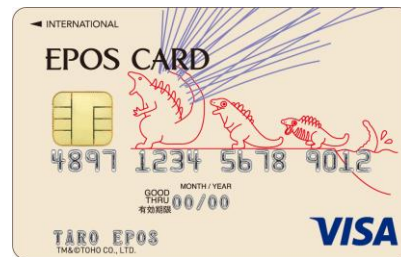 INTERNATIONAL
EPOS CARD
4897 1234 5678 9012
MONTH / YEAR
GOOD THRU 00/00
有効期限
TARO EPOS
TM&©TOHO CO., LTD.
VISA